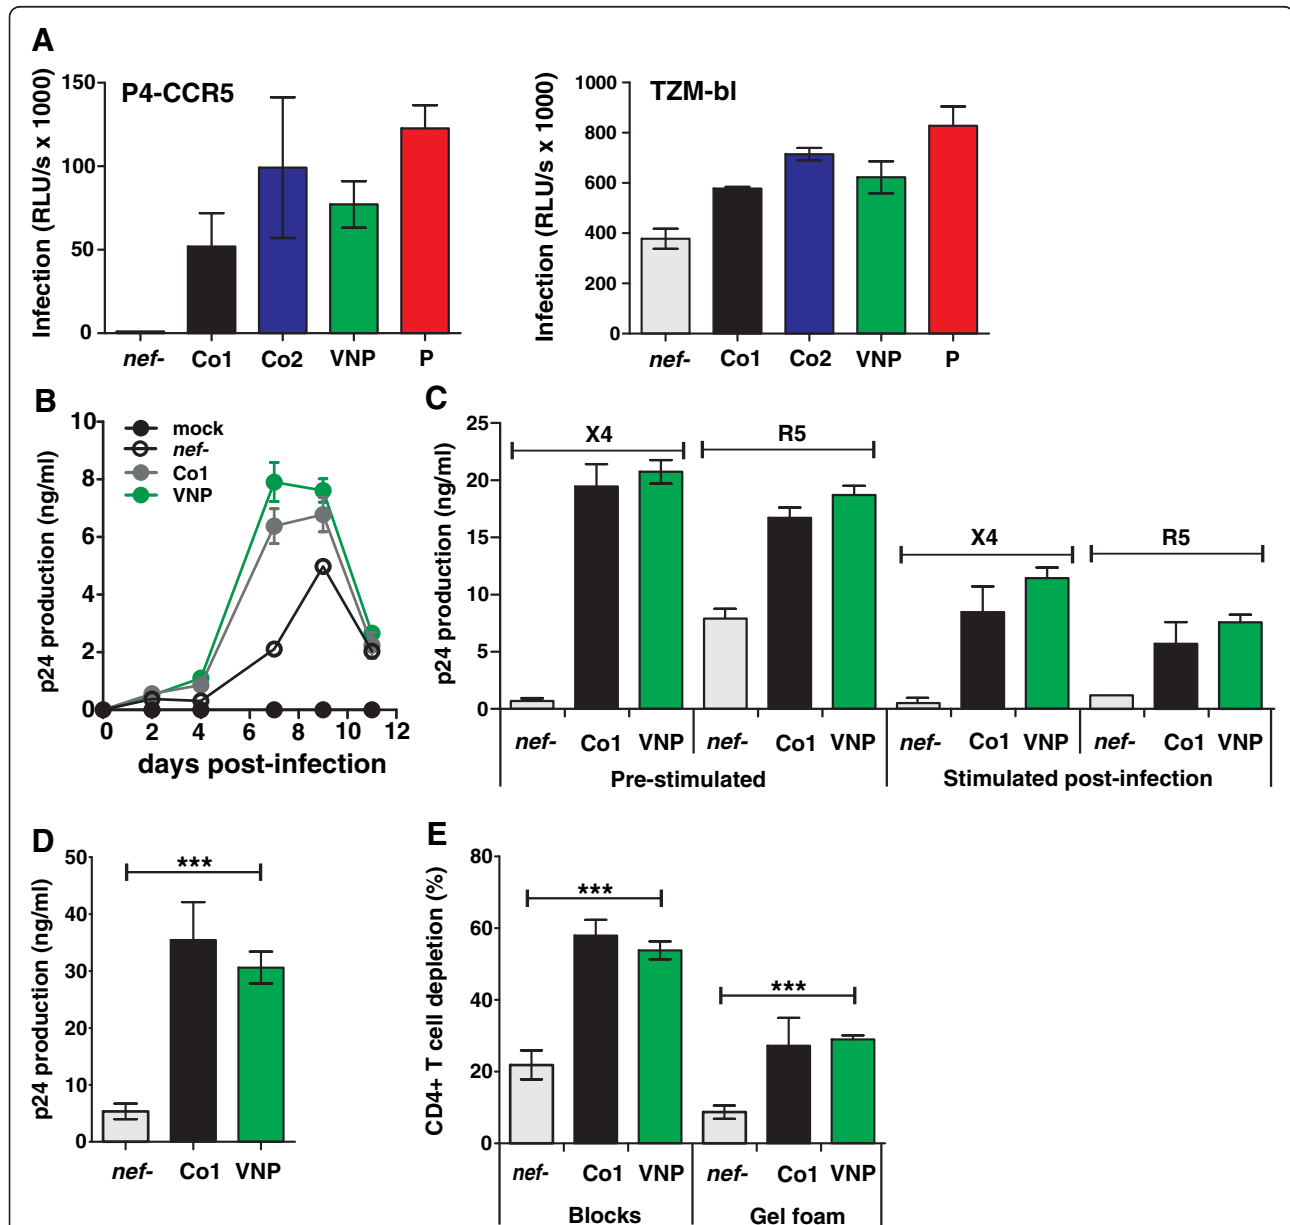 A
P4-CCR5
Infection (RLU/s x 1000)
150
100
50
0
nef-
Co1
Co2
VNP
P
TZM-bl
Infection (RLU/s x 1000)
1000
800
600
400
200
0
nef-
Co1
Co2
VNP
P
B
mock
nef-
Co1
VNP
p24 production (ng/ml)
10
8
6
4
2
0
0 2 4 6 8 10 12
days post-infection
C
p24 production (ng/ml)
25
20
15
10
5
0
X4
R5
X4
R5
nef- Co1 VNP nef- Co1 VNP nef- Co1 VNP nef- Co1 VNP
Pre-stimulated
Stimulated post-infection
D
p24 production (ng/ml)
50
40
30
20
10
0
***
nef- Co1 VNP
E
CD4+ T cell depletion (%)
80
60
40
20
0
***
***
nef- Co1 VNP nef- Co1 VNP
Blocks
Gel foam